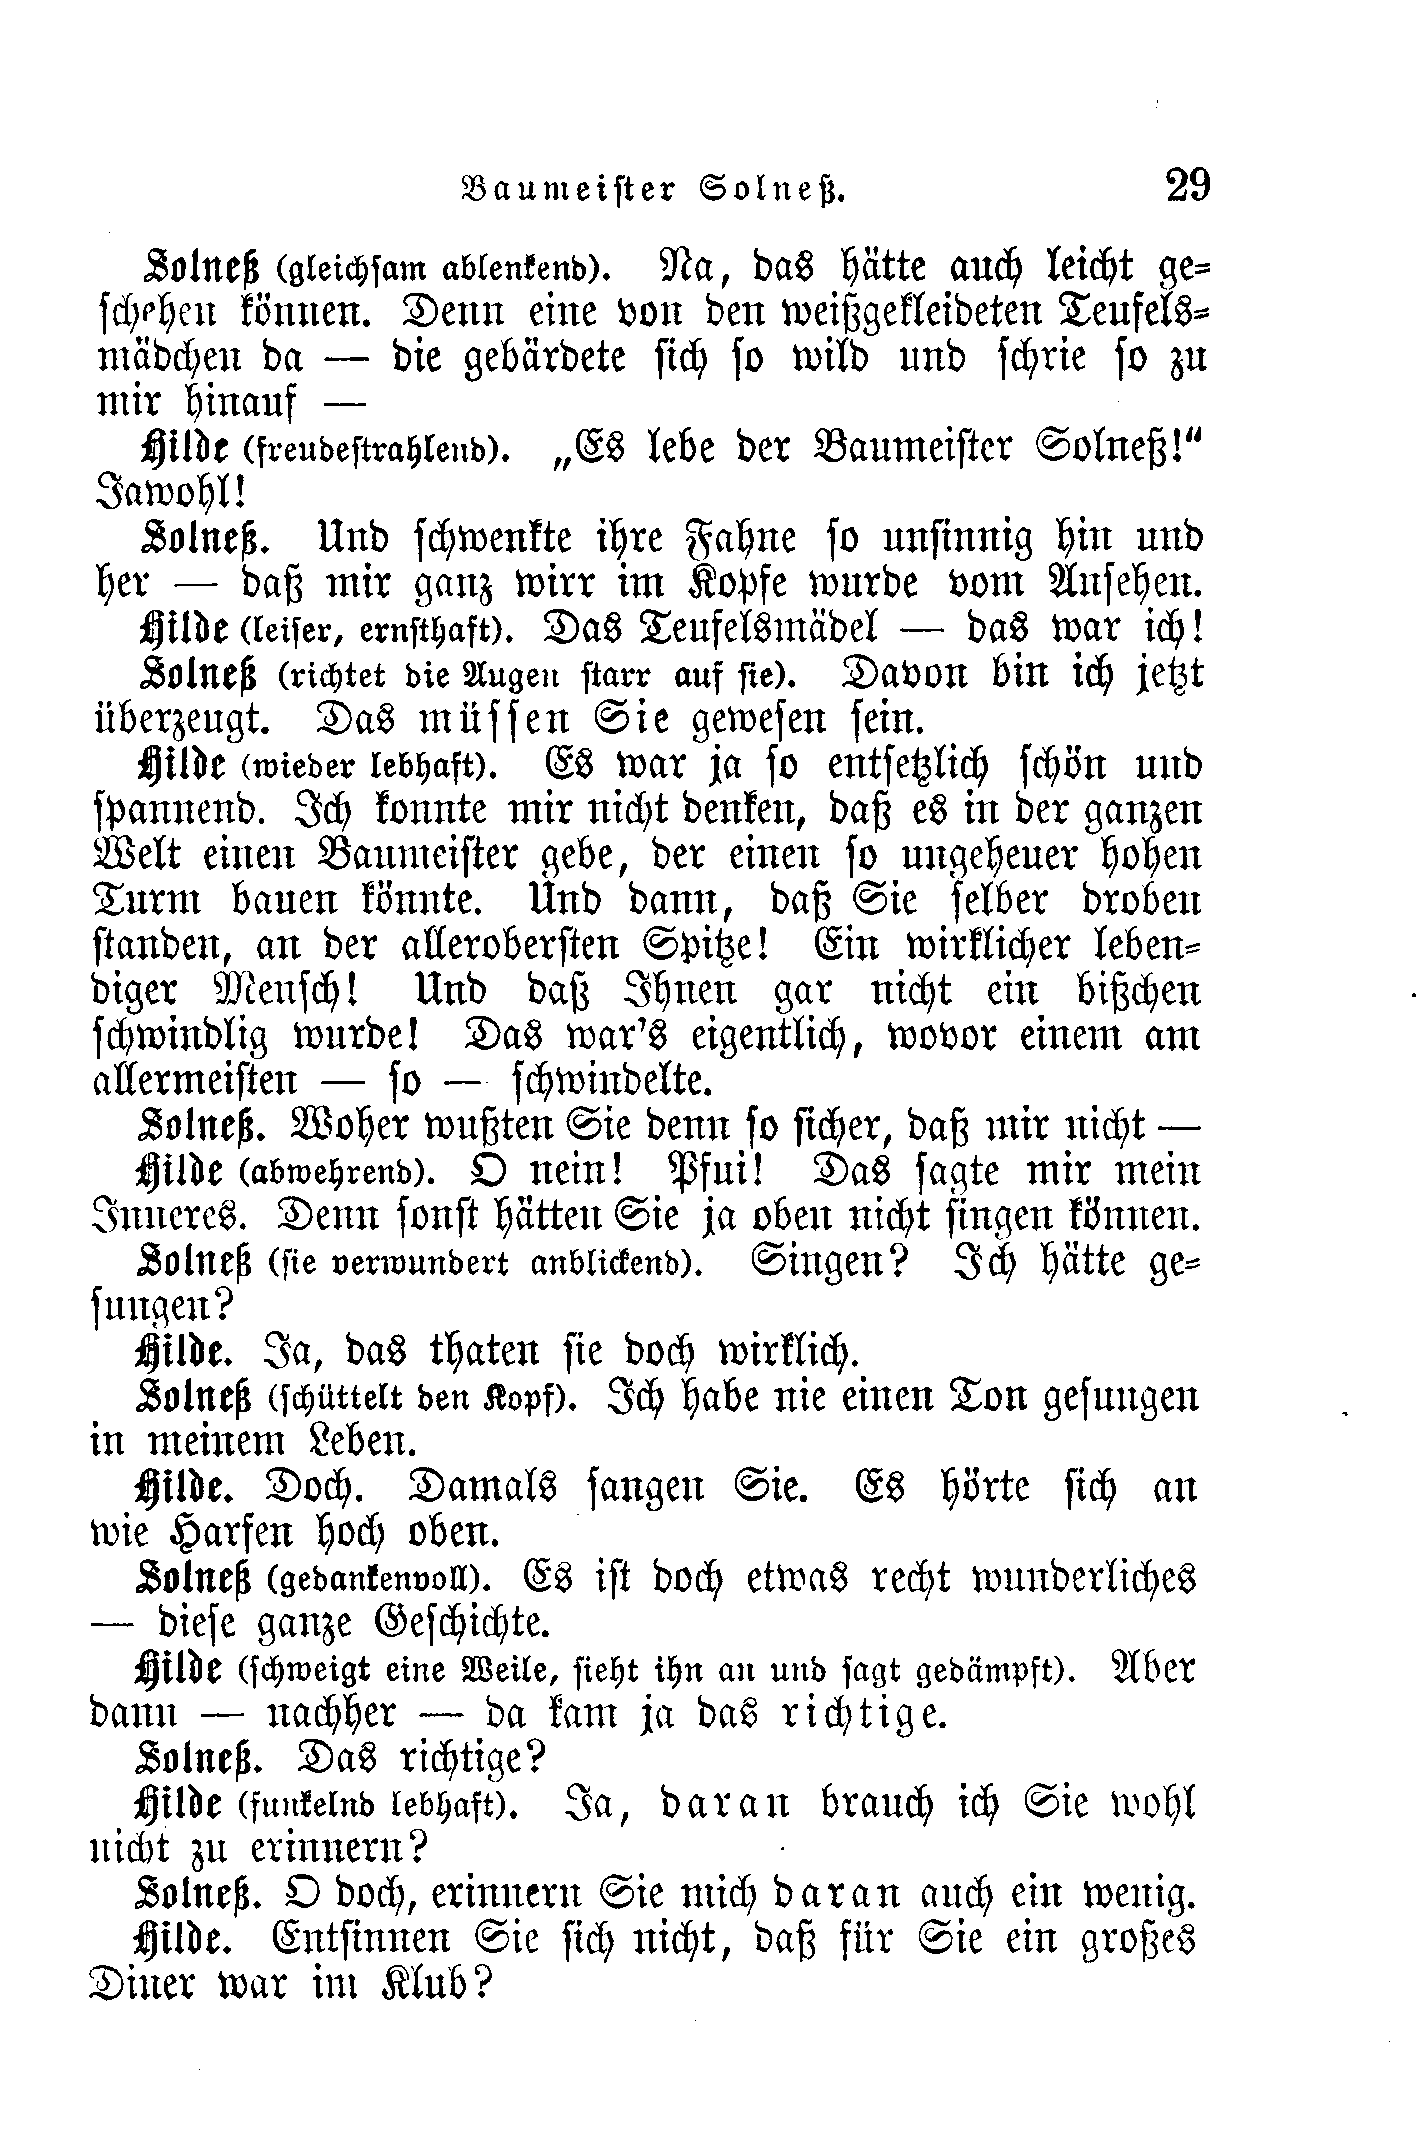 Baumeister Solneß. 29
Solneß (gleichsam ablenkend). Na, das hätte auch leicht ge-
schehen können. Denn eine von den weißgekleideten Teufels-
mädchen da — die gebärdete sich so wild und schrie so zu
mir hinauf —
Hilde (freudestrahlend). „Es lebe der Baumeister Solneß!“
Jawohl!
Solneß. Und schwenkte ihre Fahne so unsinnig hin und
her — daß mir ganz wirr im Kopfe wurde vom Ansehen.
Hilde (leiser, ernsthaft). Das Teufelsmädel — das war ich!
Solneß (richtet die Augen starr auf sie). Davon bin ich jetzt
überzeugt. Das müssen Sie gewesen sein.
Hilde (wieder lebhaft). Es war ja so entsetzlich schön und
spannend. Ich konnte mir nicht denken, daß es in der ganzen
Welt einen Baumeister gebe, der einen so ungeheuer hohen
Turm bauen könnte. Und dann, daß Sie selber droben
standen, an der allerobersten Spitze! Ein wirklicher leben-
diger Mensch! Und daß Ihnen gar nicht ein bißchen
schwindlig wurde! Das war's eigentlich, wovor einem am
allermeisten — so — schwindelte.
Solneß. Woher wußten Sie denn so sicher, daß mir nicht —
Hilde (abwehrend). O nein! Pfui! Das sagte mir mein
Inneres. Denn sonst hätten Sie ja oben nicht singen können.
Solneß (sie verwundert anblickend). Singen? Ich hätte ge-
sungen?
Hilde. Ja, das thaten sie doch wirklich.
Solneß (schüttelt den Kopf). Ich habe nie einen Ton gesungen
in meinem Leben.
Hilde. Doch. Damals sangen Sie. Es hörte sich an
wie Harfen hoch oben.
Solneß (gedankenvoll). Es ist doch etwas recht wunderliches
— diese ganze Geschichte.
Hilde (schweigt eine Weile, sieht ihn an und sagt gedämpft). Aber
dann — nachher — da kam ja das richtige.
Solneß. Das richtige?
Hilde (funkelnd lebhaft). Ja, daran brauch ich Sie wohl
nicht zu erinnern?
Solneß. O doch, erinnern Sie mich daran auch ein wenig.
Hilde. Entsinnen Sie sich nicht, daß für Sie ein großes
Diner war im Klub?